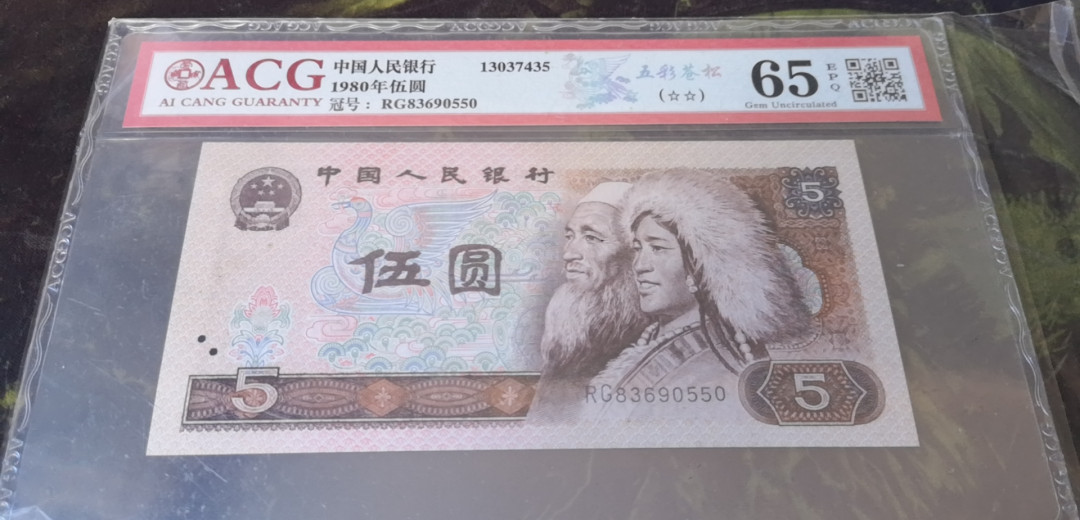 ACG
AI CANG GUARANTY
中国人民银行 13037435
1980年伍圆
冠号：RG83690550
五彩苍松
(☆☆)
65 EPQ
Gem Uncirculated
中国人民银行
5
伍圆
5
RG83690550
5